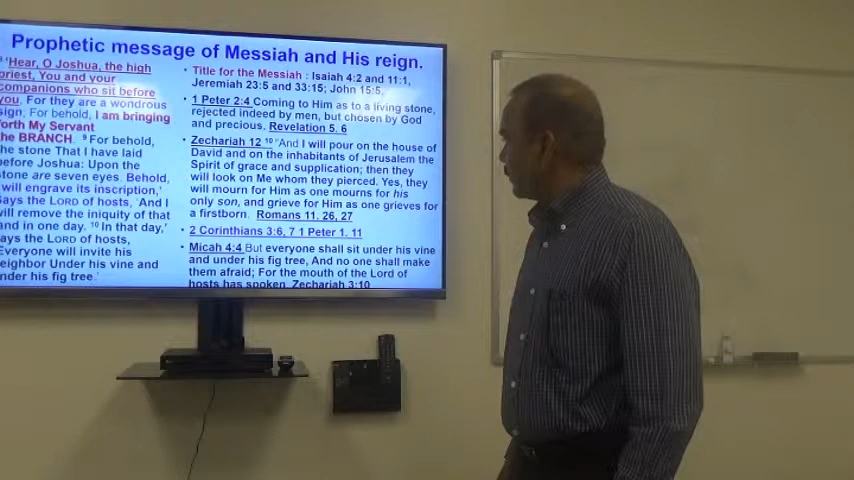 Prophetic message of Messiah and His reign.
8 'Hear, O Joshua, the high
priest, You and your
companions who sit before
you, For they are a wondrous
sign; For behold, I am bringing
forth My Servant
the BRANCH. 9 For behold,
the stone That I have laid
before Joshua: Upon the
stone are seven eyes. Behold,
I will engrave its inscription,'
Says the LORD of hosts, 'And I
will remove the iniquity of that
land in one day. 10 In that day,'
says the LORD of hosts,
'Everyone will invite his
neighbor Under his vine and
under his fig tree.'
• Title for the Messiah : Isaiah 4:2 and 11:1,
Jeremiah 23:5 and 33:15; John 15:5,
• 1 Peter 2:4 Coming to Him as to a living stone,
rejected indeed by men, but chosen by God
and precious, Revelation 5. 6
• Zechariah 12 10 "And I will pour on the house of
David and on the inhabitants of Jerusalem the
Spirit of grace and supplication; then they
will look on Me whom they pierced. Yes, they
will mourn for Him as one mourns for his
only son, and grieve for Him as one grieves for
a firstborn. Romans 11. 26, 27
• 2 Corinthians 3:6, 7 1 Peter 1. 11
• Micah 4:4 But everyone shall sit under his vine
and under his fig tree, And no one shall make
them afraid; For the mouth of the Lord of
hosts has spoken. Zechariah 3:10